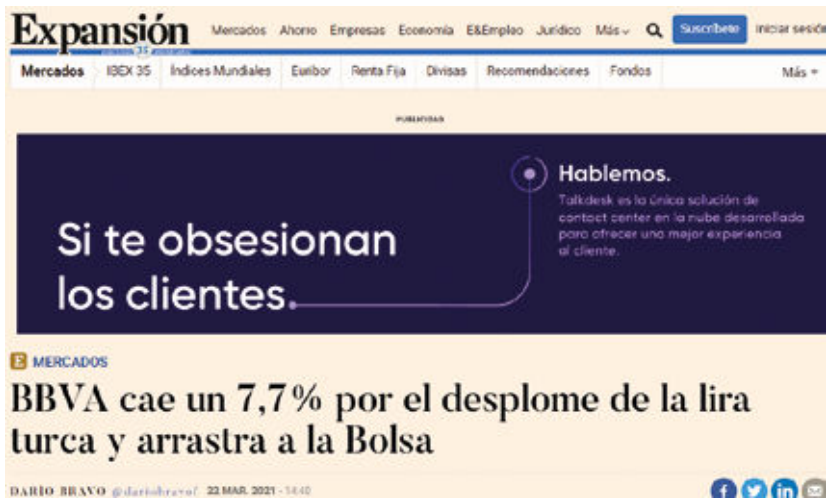 Expansión
Mercados Ahorro Empresas Economía E&Empleo Jurídico Más Suscríbete Iniciar sesión
35
Mercados IBEX 35 Índices Mundiales Euribor Renta Fija Divisas Recomendaciones Fondos Más
PUBLICIDAD
Hablemos.
Talkdesk es la única solución de
contact center en la nube desarrollada
para ofrecer una mejor experiencia
al cliente.
Si te obsesionan
los clientes.
E MERCADOS
BBVA cae un 7,7% por el desplome de la lira
turca y arrastra a la Bolsa
DARÍO BRAVO 22 MAR. 2021 - 14:40